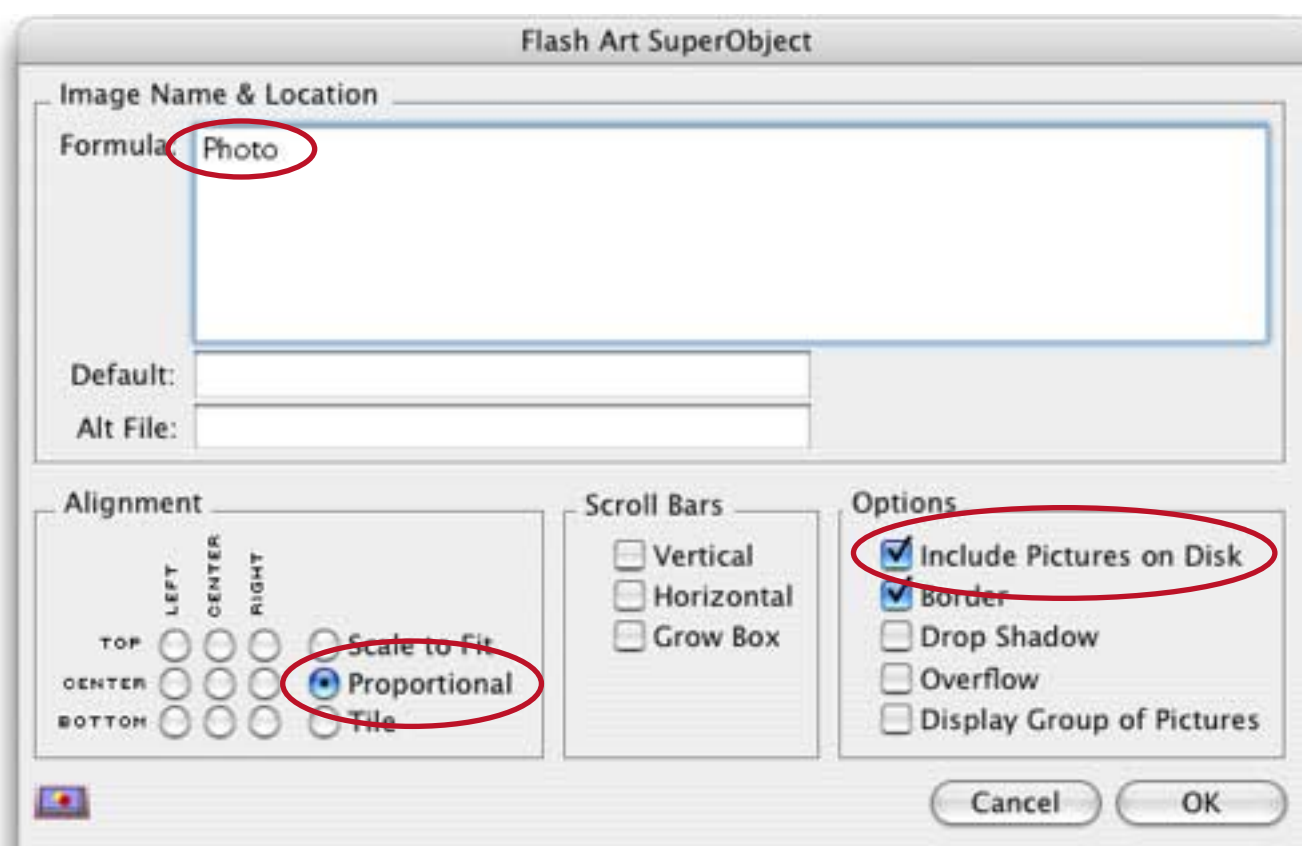 Flash Art SuperObject
Image Name & Location
Formula: Photo
Default:
Alt File:
Alignment
LEFT CENTER RIGHT
TOP Scale to Fit
CENTER Proportional
BOTTOM Tile
Scroll Bars
Vertical
Horizontal
Grow Box
Options
Include Pictures on Disk
Border
Drop Shadow
Overflow
Display Group of Pictures
Cancel OK